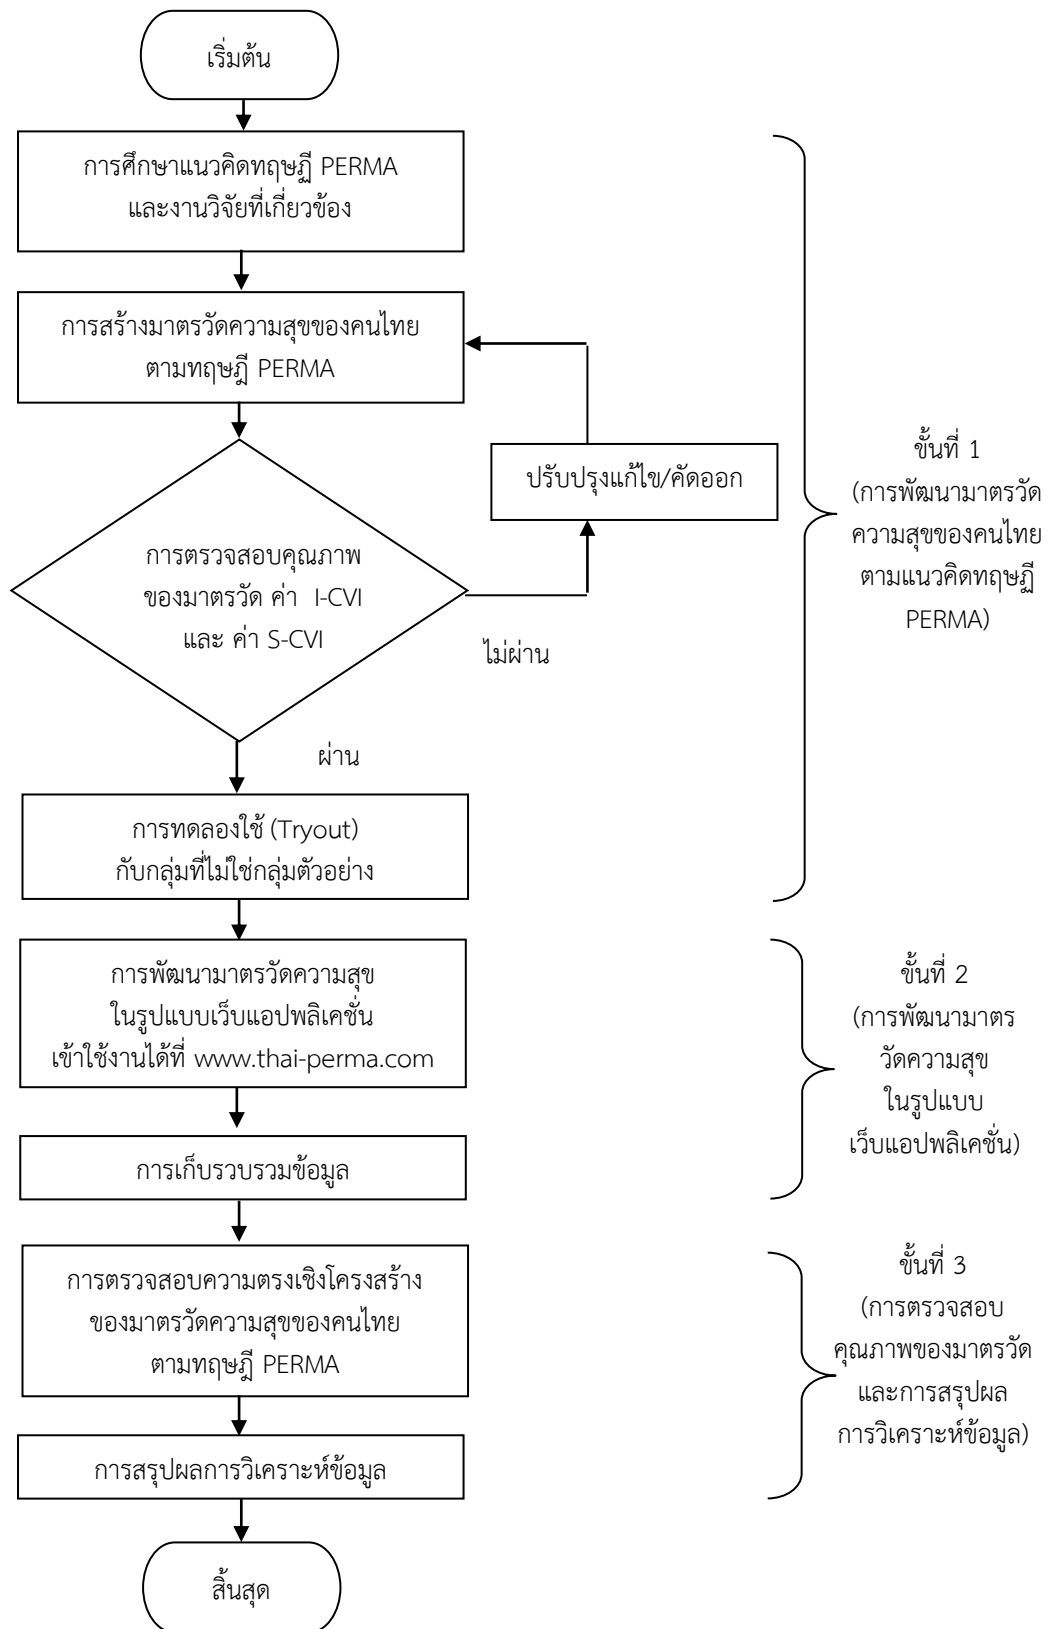 เริ่มต้น
การศึกษาแนวคิดทฤษฏี PERMA
และงานวิจัยที่เกี่ยวข้อง
การสร้างมาตรวัดความสุขของคนไทย
ตามทฤษฎี PERMA
ปรับปรุงแก้ไข/คัดออก
การตรวจสอบคุณภาพ
ของมาตรวัด ค่า I-CVI
และ ค่า S-CVI
ไม่ผ่าน
ผ่าน
การทดลองใช้ (Tryout)
กับกลุ่มที่ไม่ใช่กลุ่มตัวอย่าง
ขั้นที่ 1
(การพัฒนามาตรวัด
ความสุขของคนไทย
ตามแนวคิดทฤษฏี
PERMA)
การพัฒนามาตรวัดความสุข
ในรูปแบบเว็บแอปพลิเคชั่น
เข้าใช้งานได้ที่ www.thai-perma.com
การเก็บรวบรวมข้อมูล
ขั้นที่ 2
(การพัฒนามาตร
วัดความสุข
ในรูปแบบ
เว็บแอปพลิเคชั่น)
การตรวจสอบความตรงเชิงโครงสร้าง
ของมาตรวัดความสุขของคนไทย
ตามทฤษฎี PERMA
การสรุปผลการวิเคราะห์ข้อมูล
ขั้นที่ 3
(การตรวจสอบ
คุณภาพของมาตรวัด
และการสรุปผล
การวิเคราะห์ข้อมูล)
สิ้นสุด